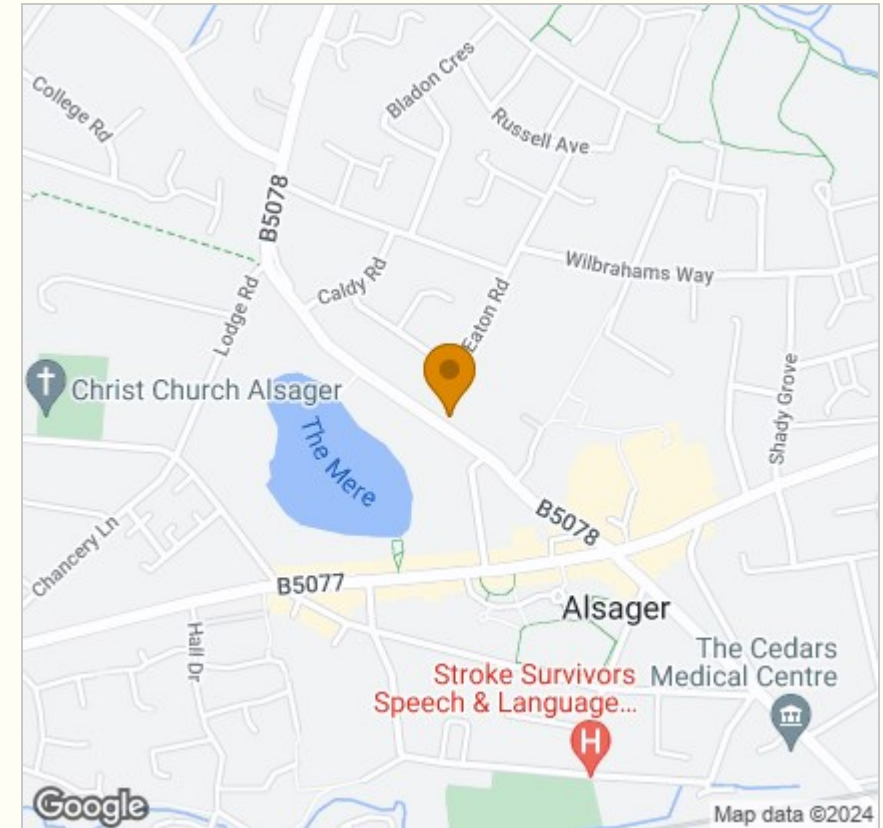 College Rd
Bladon Cres
Russell Ave
B5078
Wilbrahams Way
Caldy Rd
Lodge Rd
Eaton Rd
Christ Church Alsager
The Mere
Shady Grove
Chancery Ln
B5078
B5077
Alsager
Hall Dr
The Cedars
Medical Centre
Stroke Survivors
Speech & Language...
H
Google
Map data ©2024